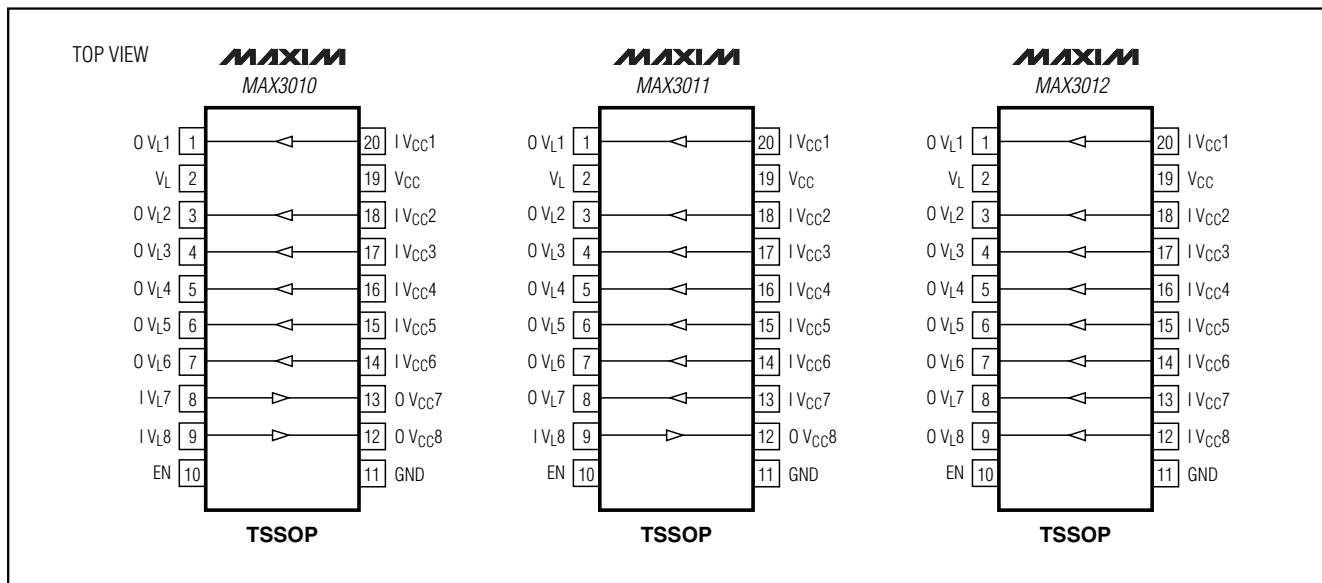 TOP VIEW
MAXIM
MAX3010
O VL1 1 20 I VCC1
VL 2 19 VCC
O VL2 3 18 I VCC2
O VL3 4 17 I VCC3
O VL4 5 16 I VCC4
O VL5 6 15 I VCC5
O VL6 7 14 I VCC6
I VL7 8 13 O VCC7
I VL8 9 12 O VCC8
EN 10 11 GND
TSSOP
MAXIM
MAX3011
O VL1 1 20 I VCC1
VL 2 19 VCC
O VL2 3 18 I VCC2
O VL3 4 17 I VCC3
O VL4 5 16 I VCC4
O VL5 6 15 I VCC5
O VL6 7 14 I VCC6
O VL7 8 13 I VCC7
I VL8 9 12 O VCC8
EN 10 11 GND
TSSOP
MAXIM
MAX3012
O VL1 1 20 I VCC1
VL 2 19 VCC
O VL2 3 18 I VCC2
O VL3 4 17 I VCC3
O VL4 5 16 I VCC4
O VL5 6 15 I VCC5
O VL6 7 14 I VCC6
O VL7 8 13 I VCC7
O VL8 9 12 I VCC8
EN 10 11 GND
TSSOP